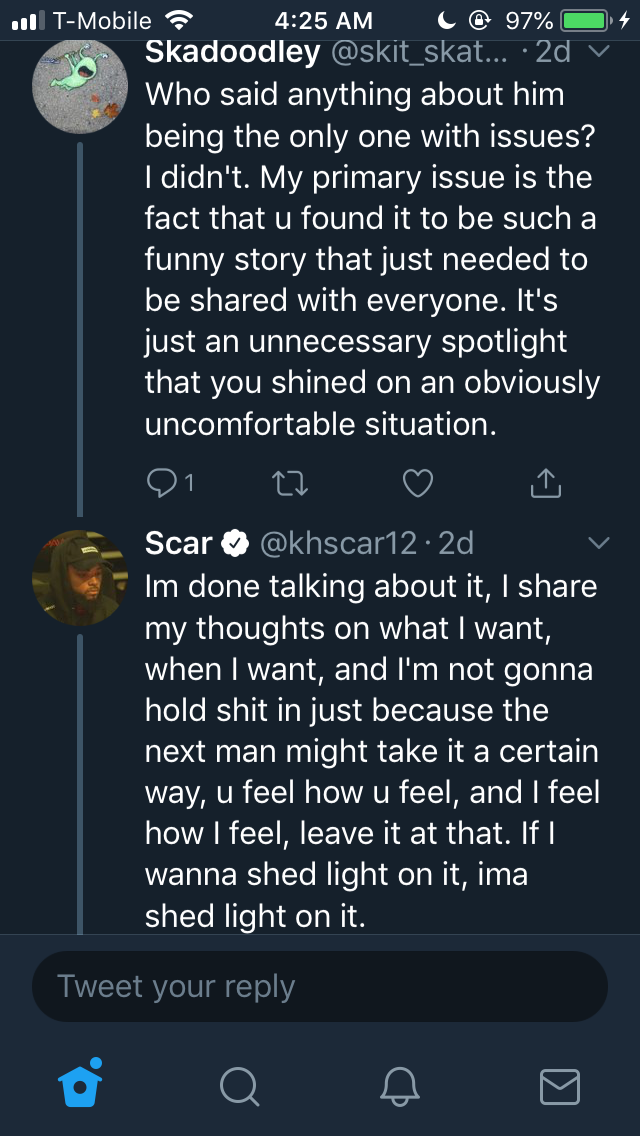 T-Mobile 4:25 AM 97%
Skadoodley @skit_skat... · 2d
Who said anything about him
being the only one with issues?
I didn't. My primary issue is the
fact that u found it to be such a
funny story that just needed to
be shared with everyone. It's
just an unnecessary spotlight
that you shined on an obviously
uncomfortable situation.
1
Scar @khscar12 · 2d
Im done talking about it, I share
my thoughts on what I want,
when I want, and I'm not gonna
hold shit in just because the
next man might take it a certain
way, u feel how u feel, and I feel
how I feel, leave it at that. If I
wanna shed light on it, ima
shed light on it.
Tweet your reply